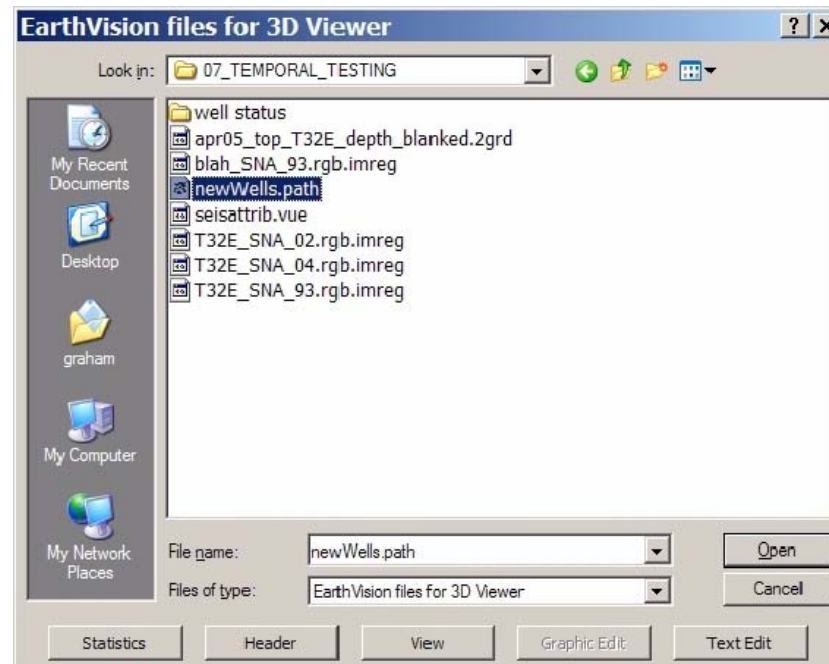 EarthVision files for 3D Viewer
Look in: 07_TEMPORAL_TESTING
My Recent
Documents
Desktop
graham
My Computer
My Network
Places
well status
apr05_top_T32E_depth_blanked.2grd
blah_SNA_93.rgb.imreg
newWells.path
seisattrib.vue
T32E_SNA_02.rgb.imreg
T32E_SNA_04.rgb.imreg
T32E_SNA_93.rgb.imreg
File name: newWells.path Open
Files of type: EarthVision files for 3D Viewer Cancel
Statistics Header View Graphic Edit Text Edit